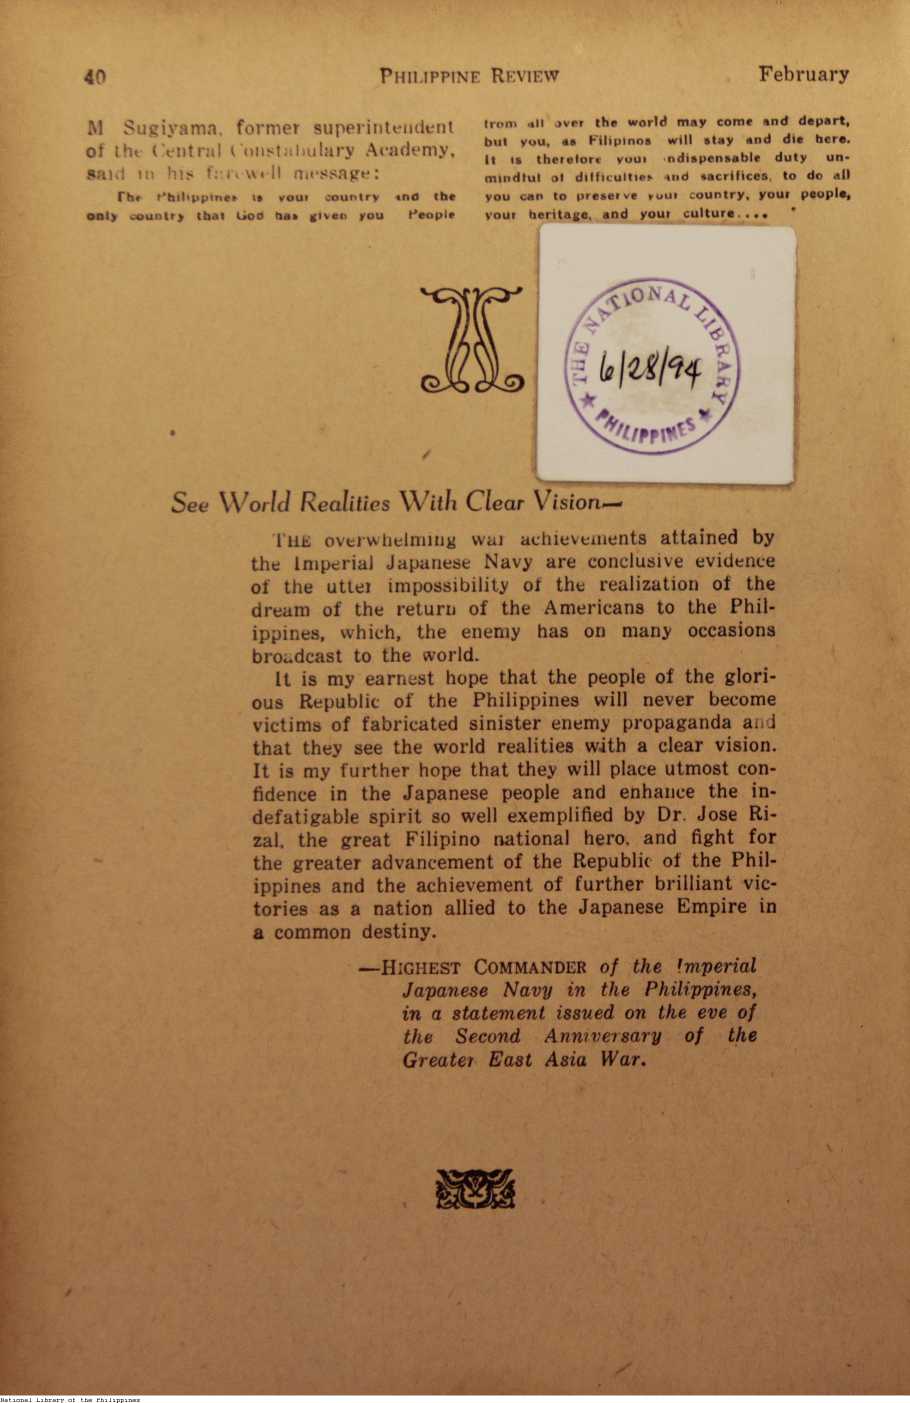 40
PHILIPPINE REVIEW
February
M Sugiyama, former superintendent
of the Central Constabulary Academy,
said in his farewell message:
The Philippines is your country and the
only country that God has given you People
from all over the world may come and depart,
but you, as Filipinos will stay and die here.
It is therefore your indispensable duty un-
mindful of difficulties and sacrifices, to do all
you can to preserve your country, your people,
your heritage, and your culture.... "
THE NATIONAL LIBRARY
6/28/94
★ PHILIPPINES ★
See World Realities With Clear Vision—
THE overwhelming war achievements attained by
the Imperial Japanese Navy are conclusive evidence
of the utter impossibility of the realization of the
dream of the return of the Americans to the Phil-
ippines, which, the enemy has on many occasions
broadcast to the world.
It is my earnest hope that the people of the glori-
ous Republic of the Philippines will never become
victims of fabricated sinister enemy propaganda and
that they see the world realities with a clear vision.
It is my further hope that they will place utmost con-
fidence in the Japanese people and enhance the in-
defatigable spirit so well exemplified by Dr. Jose Ri-
zal, the great Filipino national hero, and fight for
the greater advancement of the Republic of the Phil-
ippines and the achievement of further brilliant vic-
tories as a nation allied to the Japanese Empire in
a common destiny.
—HIGHEST COMMANDER of the Imperial
Japanese Navy in the Philippines,
in a statement issued on the eve of
the Second Anniversary of the
Greater East Asia War.
National Library of the Philippines